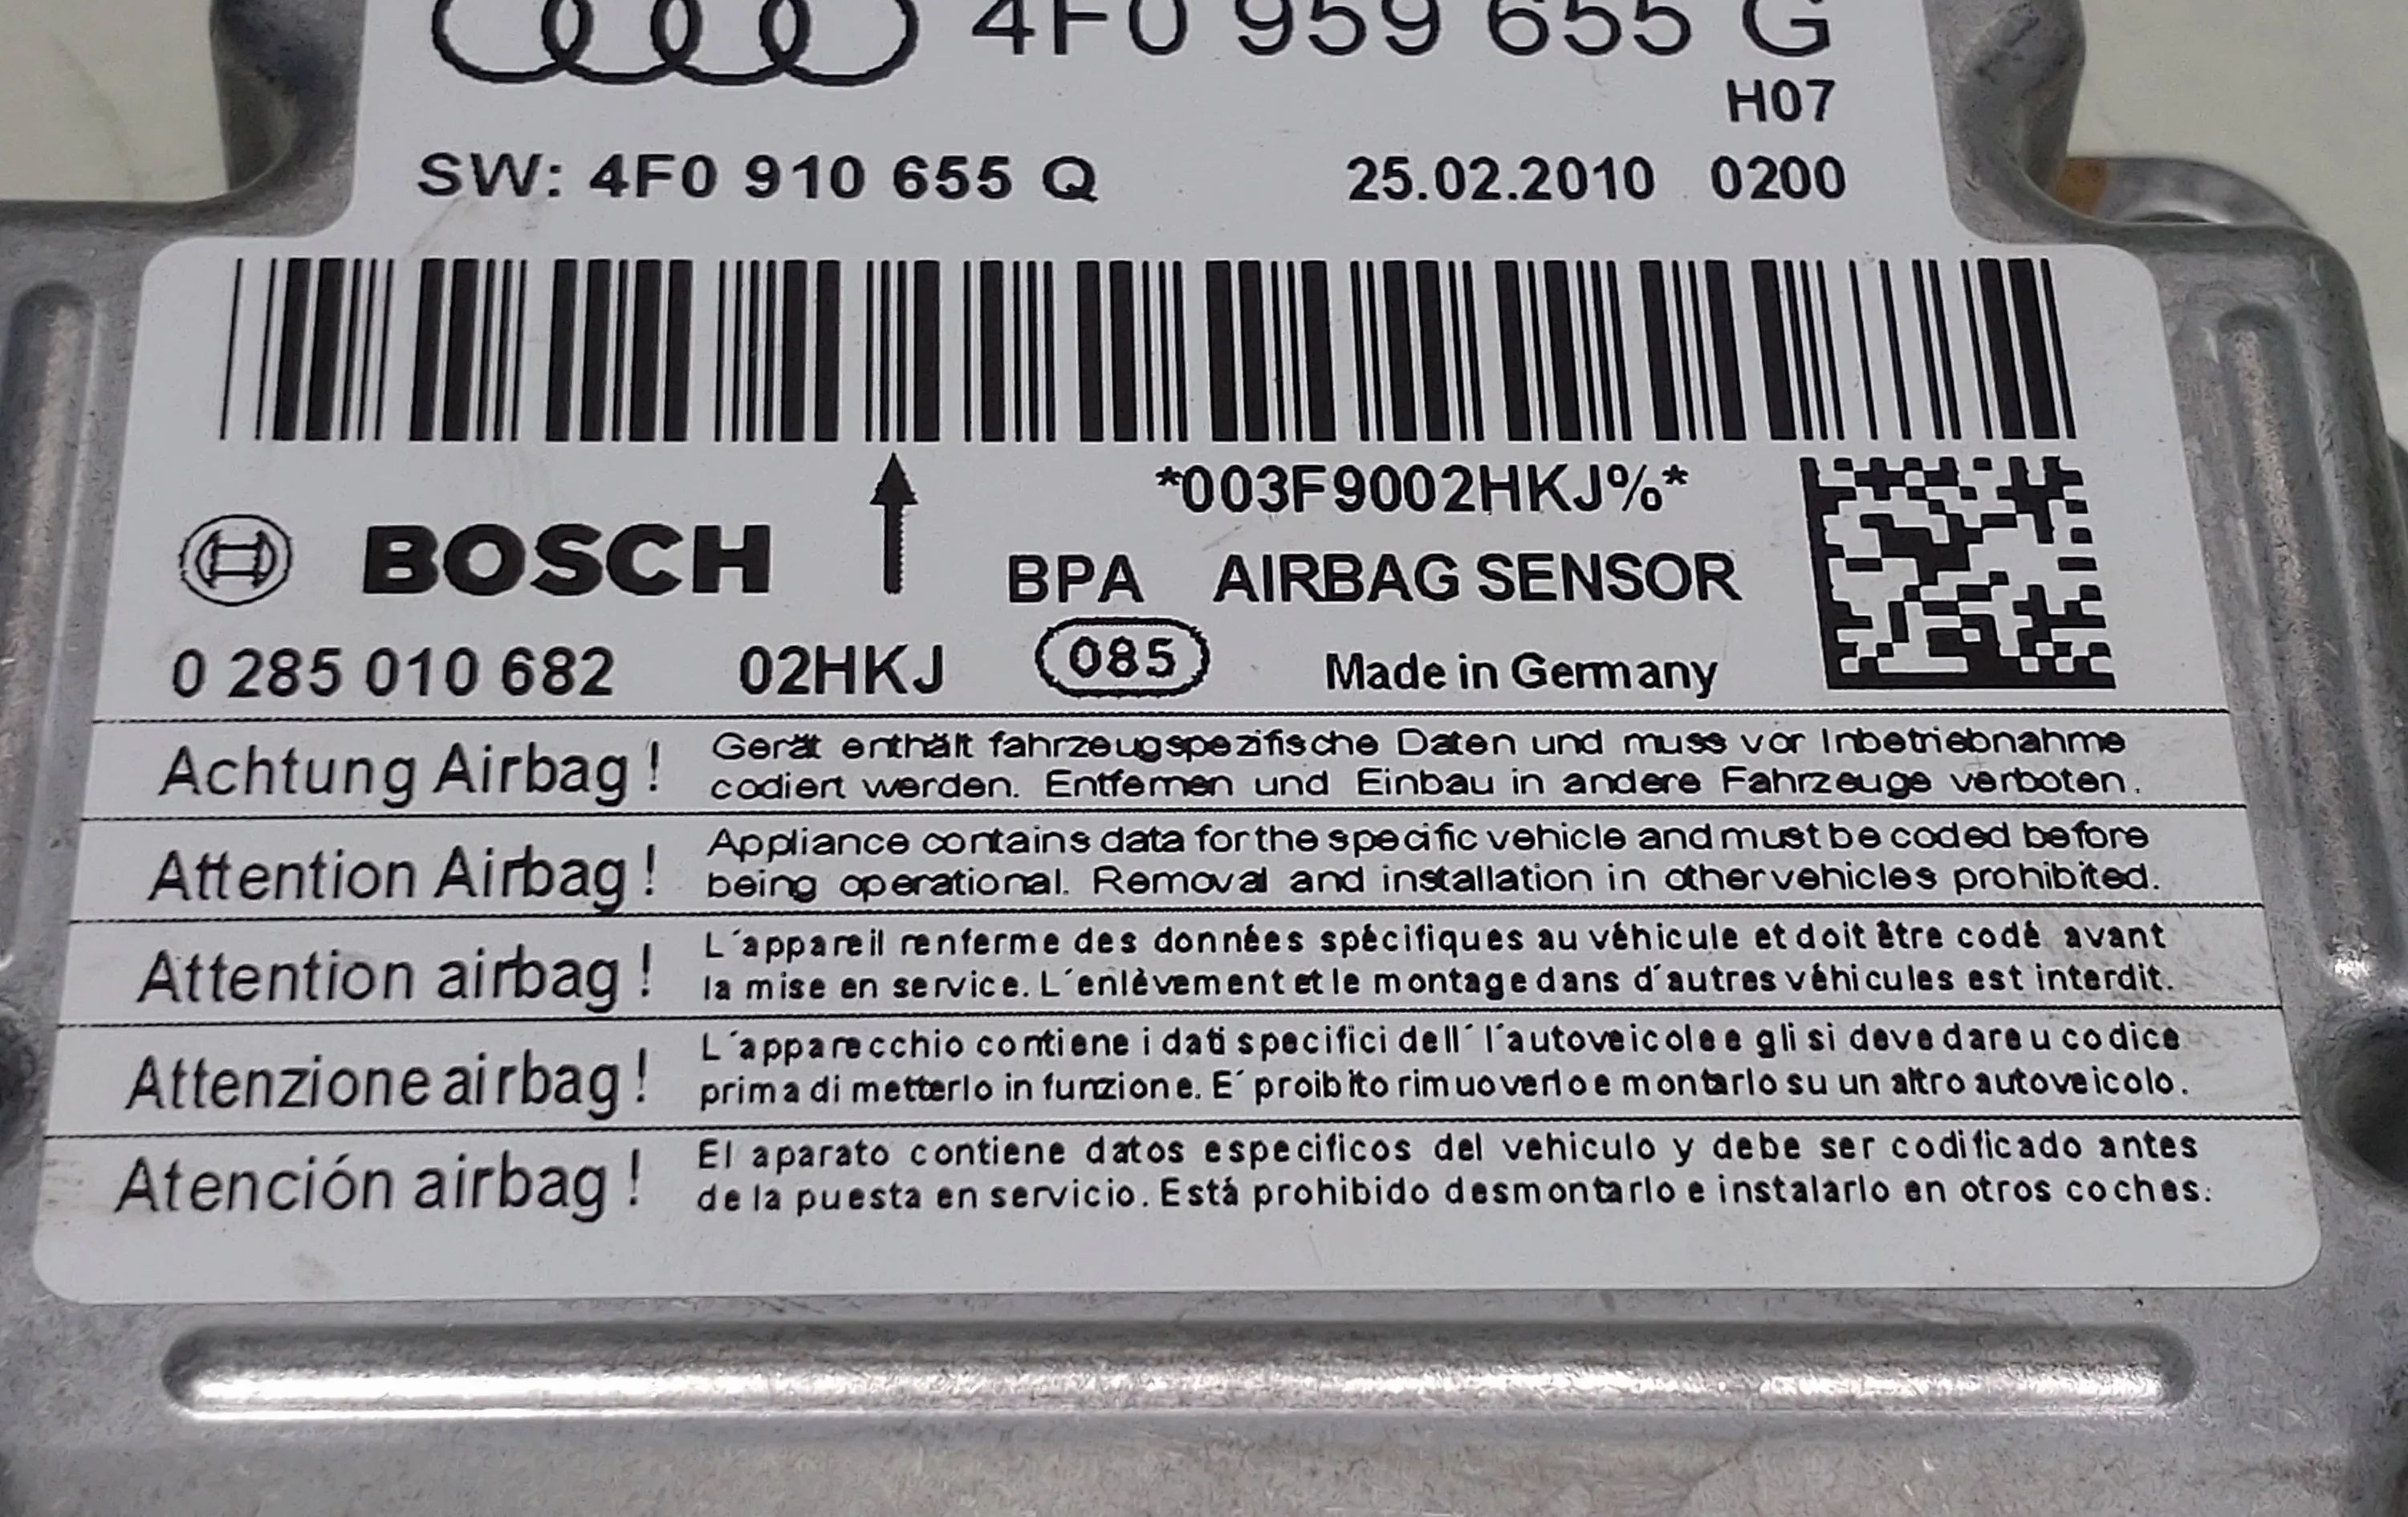 4F0 959 655 G
H07
SW: 4F0 910 655 Q 25.02.2010 0200
*003F9002HKJ%*
BOSCH BPA AIRBAG SENSOR
0 285 010 682 02HKJ 085 Made in Germany
Achtung Airbag ! Gerät enthält fahrzeugspezifische Daten und muss vor Inbetriebnahme
codiert werden. Entfernen und Einbau in andere Fahrzeuge verboten.
Attention Airbag ! Appliance contains data for the specific vehicle and must be coded before
being operational. Removal and installation in other vehicles prohibited.
Attention airbag ! L´appareil renferme des données spécifiques au véhicule et doit être codé avant
la mise en service. L´enlèvement et le montage dans d´autres véhicules est interdit.
Attenzione airbag ! L´apparecchio contiene i dati specifici dell´ l´autoveicolo e gli si deve dare u codice
prima di metterlo in funzione. E´ proibito rimuoverlo e montarlo su un altro autoveicolo.
Atención airbag ! El aparato contiene datos especificos del vehiculo y debe ser codificado antes
de la puesta en servicio. Está prohibido desmontarlo e instalarlo en otros coches.